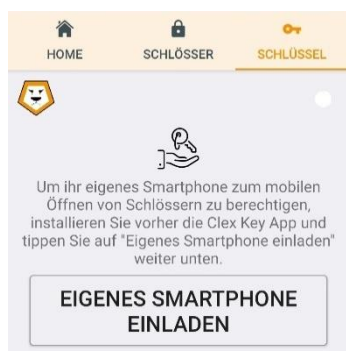 HOME SCHLÖSSER SCHLÜSSEL
Um ihr eigenes Smartphone zum mobilen
Öffnen von Schlössern zu berechtigen,
installieren Sie vorher die Clex Key App und
tippen Sie auf "Eigenes Smartphone einladen"
weiter unten.
EIGENES SMARTPHONE
EINLADEN